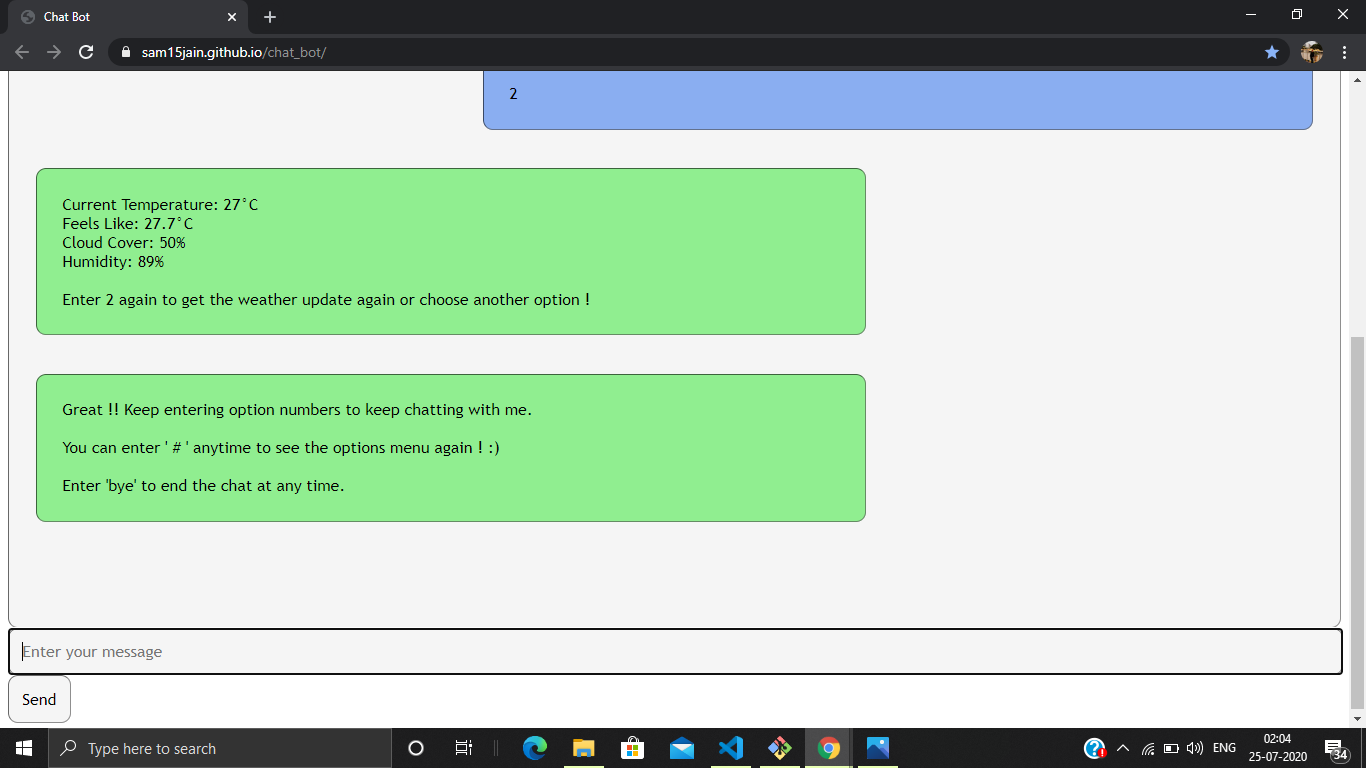 Chat Bot
sam15jain.github.io/chat_bot/
2
Current Temperature: 27°C
Feels Like: 27.7°C
Cloud Cover: 50%
Humidity: 89%
Enter 2 again to get the weather update again or choose another option !
Great !! Keep entering option numbers to keep chatting with me.
You can enter ' # ' anytime to see the options menu again ! :)
Enter 'bye' to end the chat at any time.
Enter your message
Send
Type here to search
ENG
02:04
25-07-2020
34